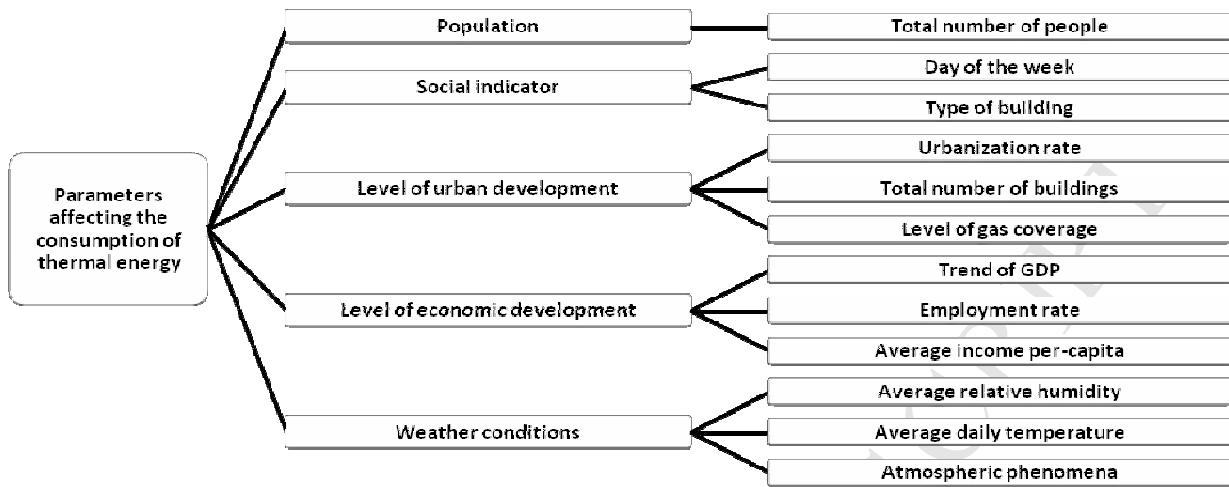 Parameters
affecting the
consumption of
thermal energy
Population
Social indicator
Level of urban development
Level of economic development
Weather conditions
Total number of people
Day of the week
Type of building
Urbanization rate
Total number of buildings
Level of gas coverage
Trend of GDP
Employment rate
Average income per-capita
Average relative humidity
Average daily temperature
Atmospheric phenomena